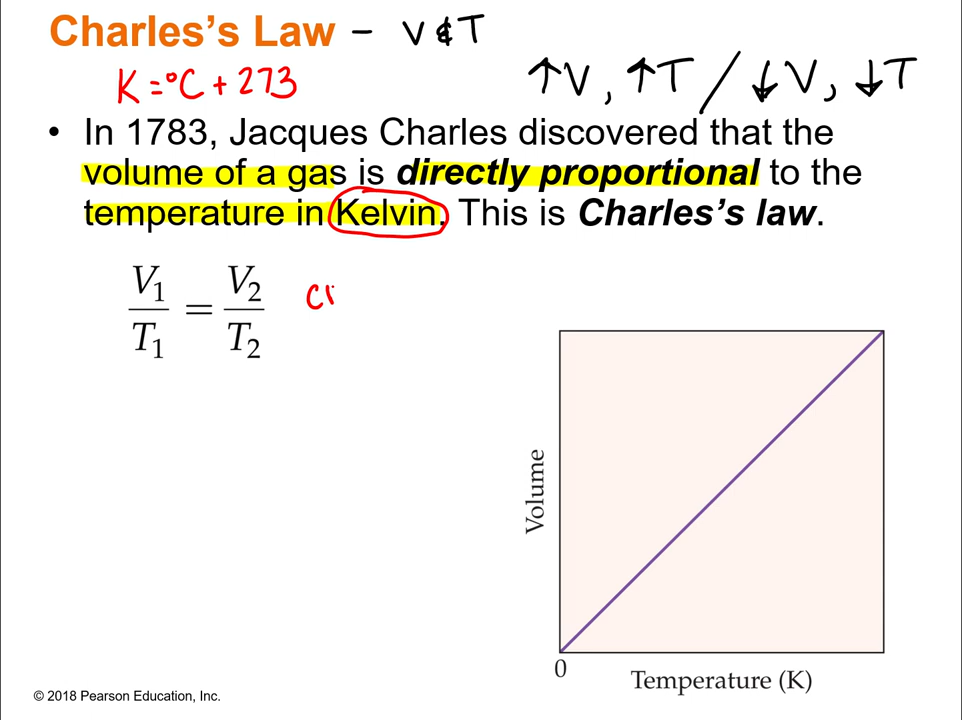 Charles's Law – V & T
K = °C + 273
↑V, ↑T / ↓V, ↓T
• In 1783, Jacques Charles discovered that the
volume of a gas is directly proportional to the
temperature in Kelvin. This is Charles's law.
V₁/T₁ = V₂/T₂
Volume
0
Temperature (K)
© 2018 Pearson Education, Inc.